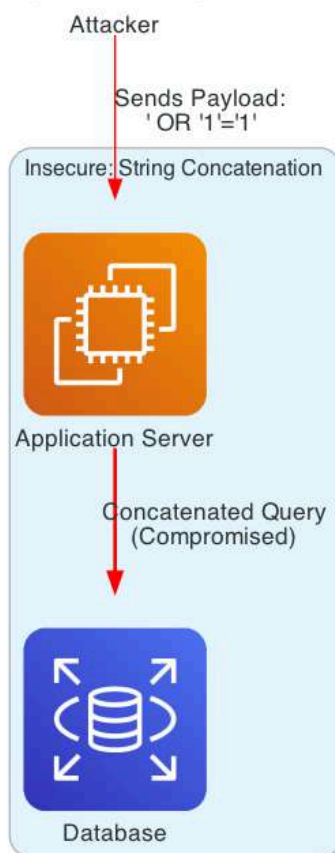 Attacker
Sends Payload:
' OR '1'='1'
Insecure: String Concatenation
Application Server
Concatenated Query
(Compromised)
Database